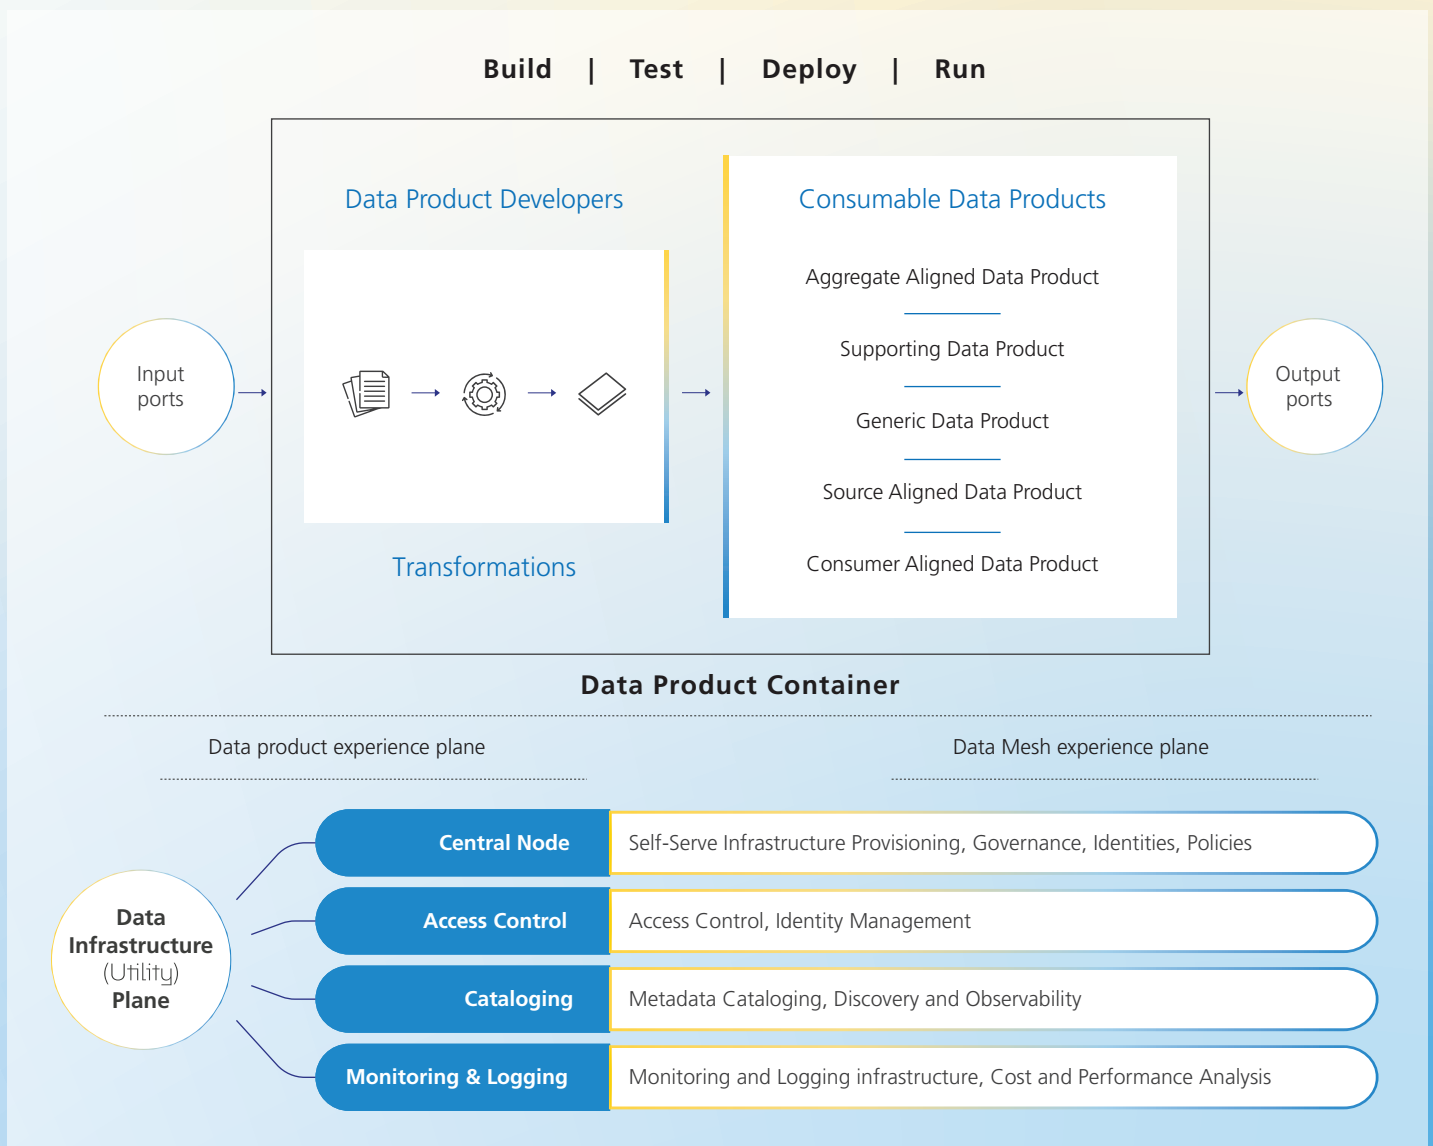 Build | Test | Deploy | Run
Data Product Developers
Transformations
Consumable Data Products
Aggregate Aligned Data Product
Supporting Data Product
Generic Data Product
Source Aligned Data Product
Consumer Aligned Data Product
Input
ports
Output
ports
Data Product Container
Data product experience plane
Data Mesh experience plane
Data
Infrastructure
(Utility)
Plane
Central Node
Self-Serve Infrastructure Provisioning, Governance, Identities, Policies
Access Control
Access Control, Identity Management
Cataloging
Metadata Cataloging, Discovery and Observability
Monitoring & Logging
Monitoring and Logging infrastructure, Cost and Performance Analysis